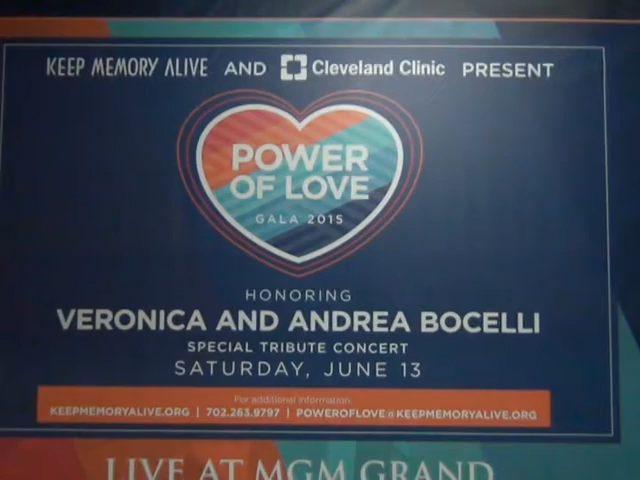 KEEP MEMORY ALIVE AND Cleveland Clinic PRESENT
POWER
OF LOVE
GALA 2015
HONORING
VERONICA AND ANDREA BOCELLI
SPECIAL TRIBUTE CONCERT
SATURDAY, JUNE 13
For additional information
KEEPMEMORYALIVE.ORG | 702.263.9797 | POWEROFLOVE@KEEPMEMORYALIVE.ORG
LIVE AT MGM GRAND